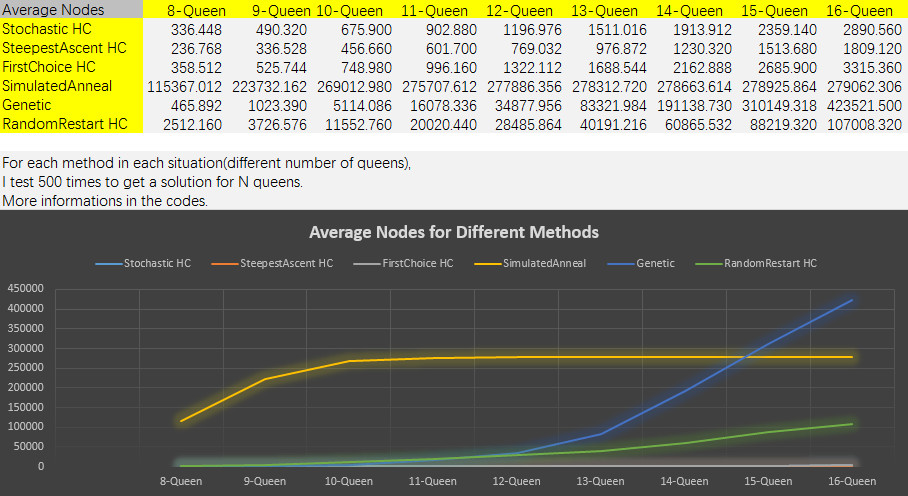 Average Nodes 8-Queen 9-Queen 10-Queen 11-Queen 12-Queen 13-Queen 14-Queen 15-Queen 16-Queen
Stochastic HC 336.448 490.320 675.900 902.880 1196.976 1511.016 1913.912 2359.140 2890.560
SteepestAscent HC 236.768 336.528 456.660 601.700 769.032 976.872 1230.320 1513.680 1809.120
FirstChoice HC 358.512 525.744 748.980 996.160 1322.112 1688.544 2162.888 2685.900 3315.360
SimulatedAnneal 115367.012 223732.162 269012.980 275707.612 277886.356 278312.720 278663.614 278925.864 279062.306
Genetic 465.892 1023.390 5114.086 16078.336 34877.956 83321.984 191138.730 310149.318 423521.500
RandomRestart HC 2512.160 3726.576 11552.760 20020.440 28485.864 40191.216 60865.532 88219.320 107008.320
For each method in each situation(different number of queens),
I test 500 times to get a solution for N queens.
More informations in the codes.
Average Nodes for Different Methods
Stochastic HC SteepestAscent HC FirstChoice HC SimulatedAnneal Genetic RandomRestart HC
450000
400000
350000
300000
250000
200000
150000
100000
50000
0
8-Queen 9-Queen 10-Queen 11-Queen 12-Queen 13-Queen 14-Queen 15-Queen 16-Queen